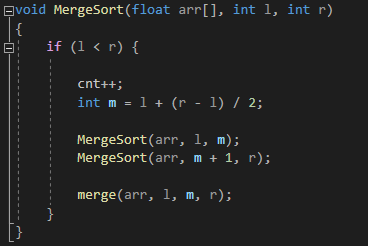 void MergeSort(float arr[], int l, int r)
{
if (l < r) {
cnt++;
int m = l + (r - l) / 2;
MergeSort(arr, l, m);
MergeSort(arr, m + 1, r);
merge(arr, l, m, r);
}
}